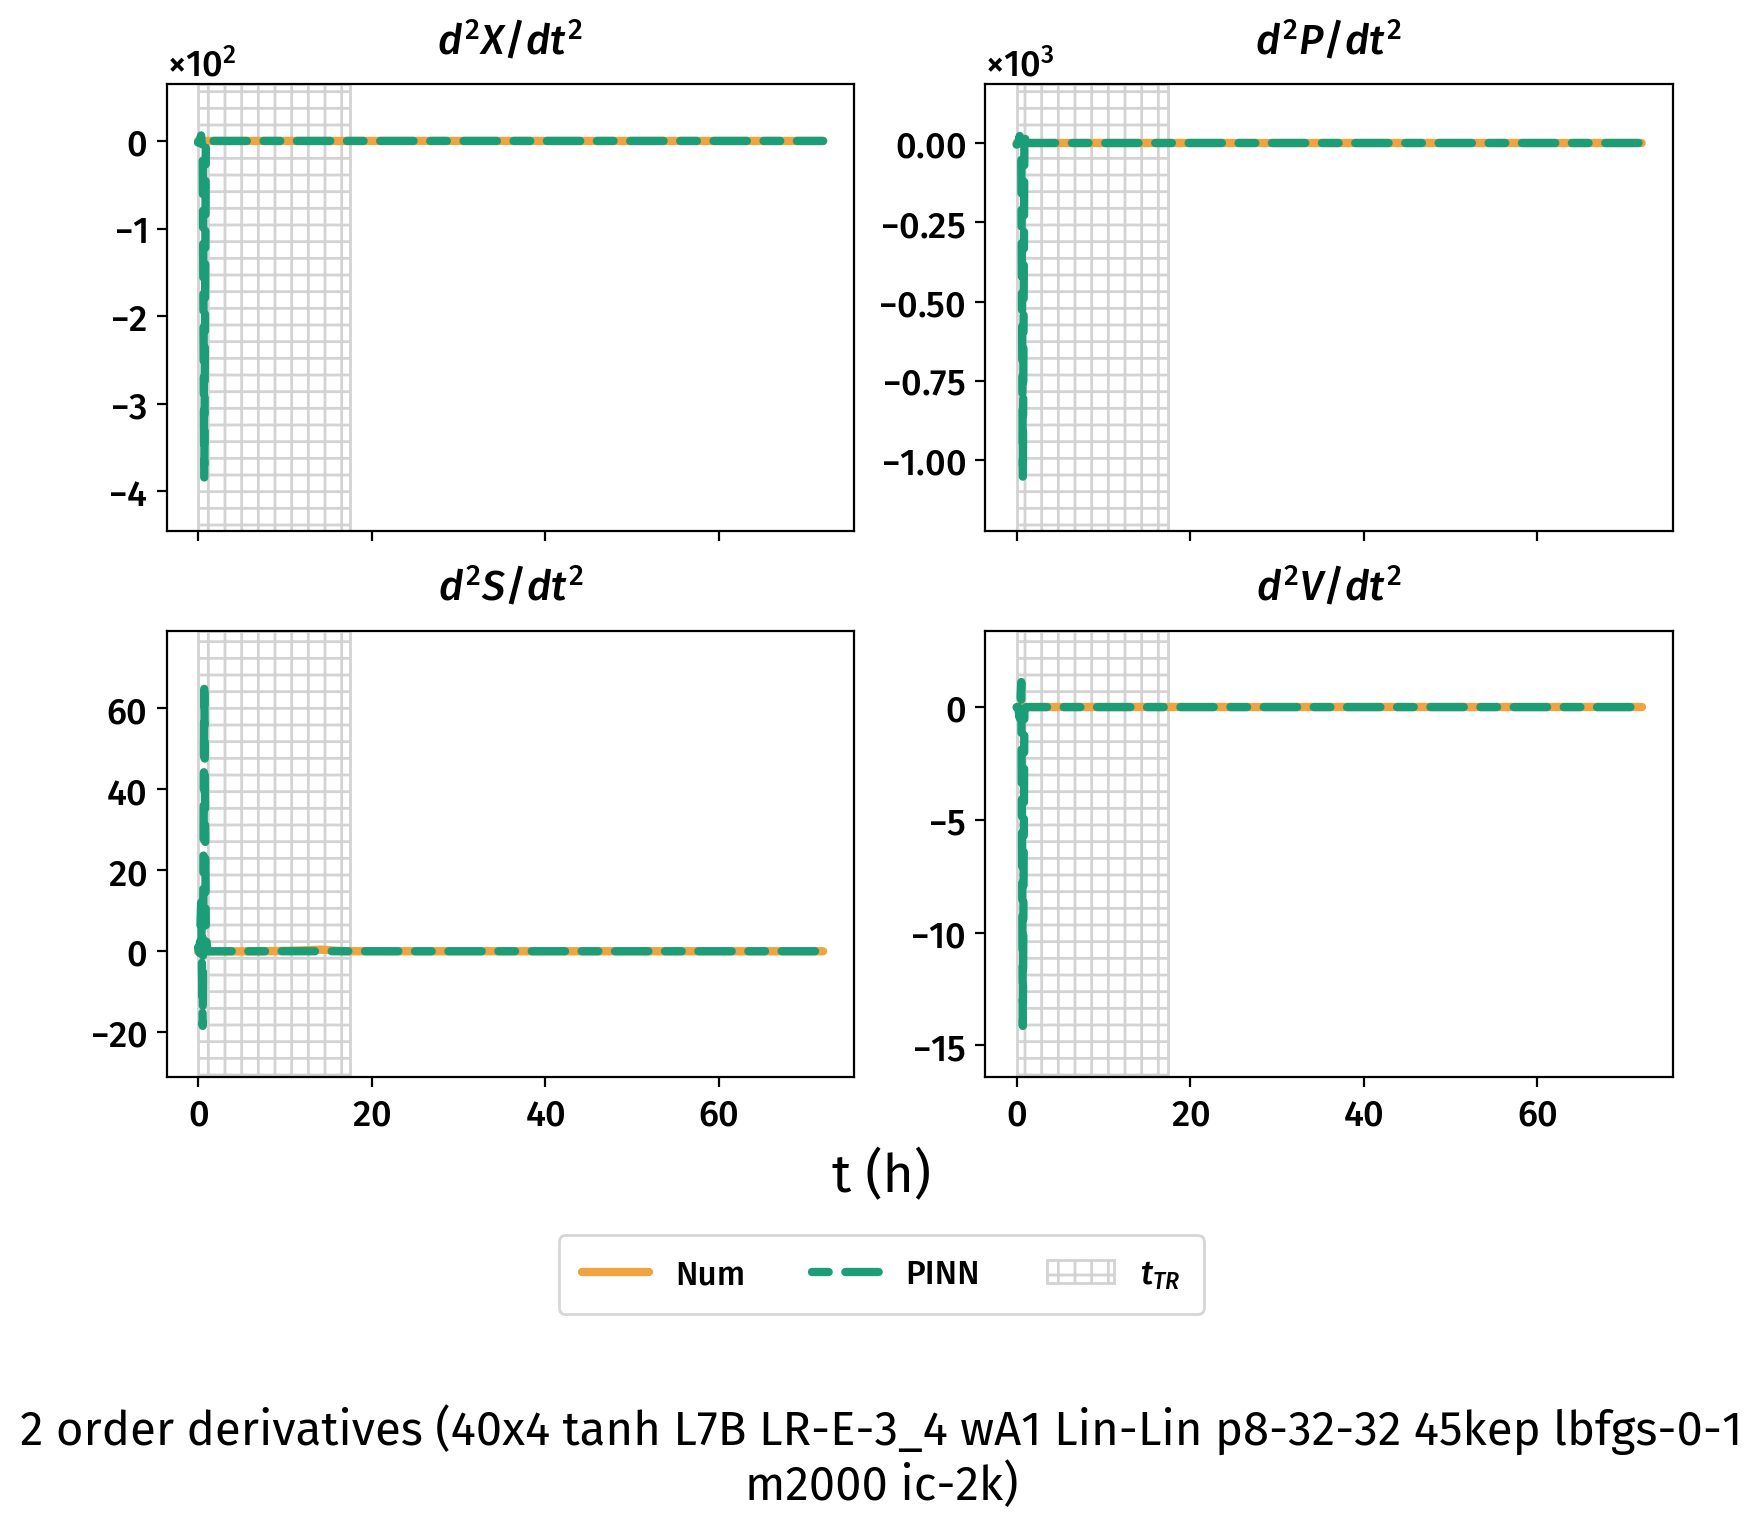 d²X/dt²
×10²
0
−1
−2
−3
−4
d²P/dt²
×10³
0.00
−0.25
−0.50
−0.75
−1.00
d²S/dt²
60
40
20
0
−20
0 20 40 60
d²V/dt²
0
−5
−10
−15
0 20 40 60
t (h)
Num PINN t_TR
2 order derivatives (40x4 tanh L7B LR-E-3_4 wA1 Lin-Lin p8-32-32 45kep lbfgs-0-1
m2000 ic-2k)